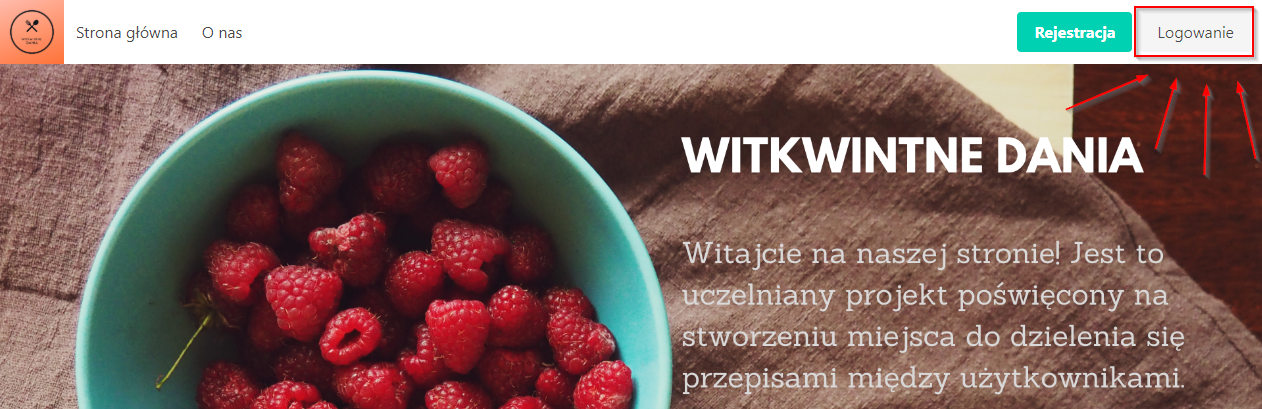 Strona główna
O nas
Rejestracja
Logowanie
WITKWINTNE DANIA
Witajcie na naszej stronie! Jest to
uczelniany projekt poświęcony na
stworzeniu miejsca do dzielenia się
przepisami między użytkownikami.